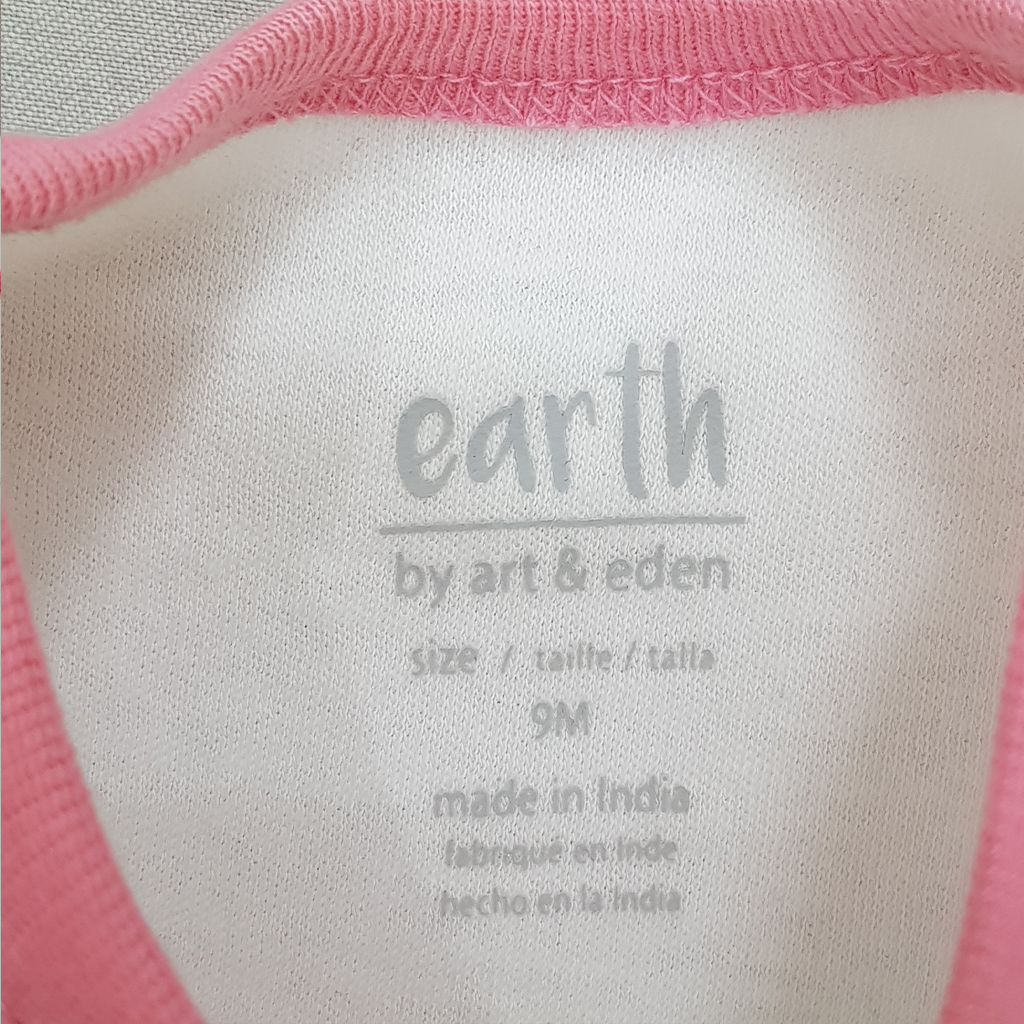 earth
by art & eden
size / taille / talla
9M
made in India
fabriqué en Inde
hecho en la India